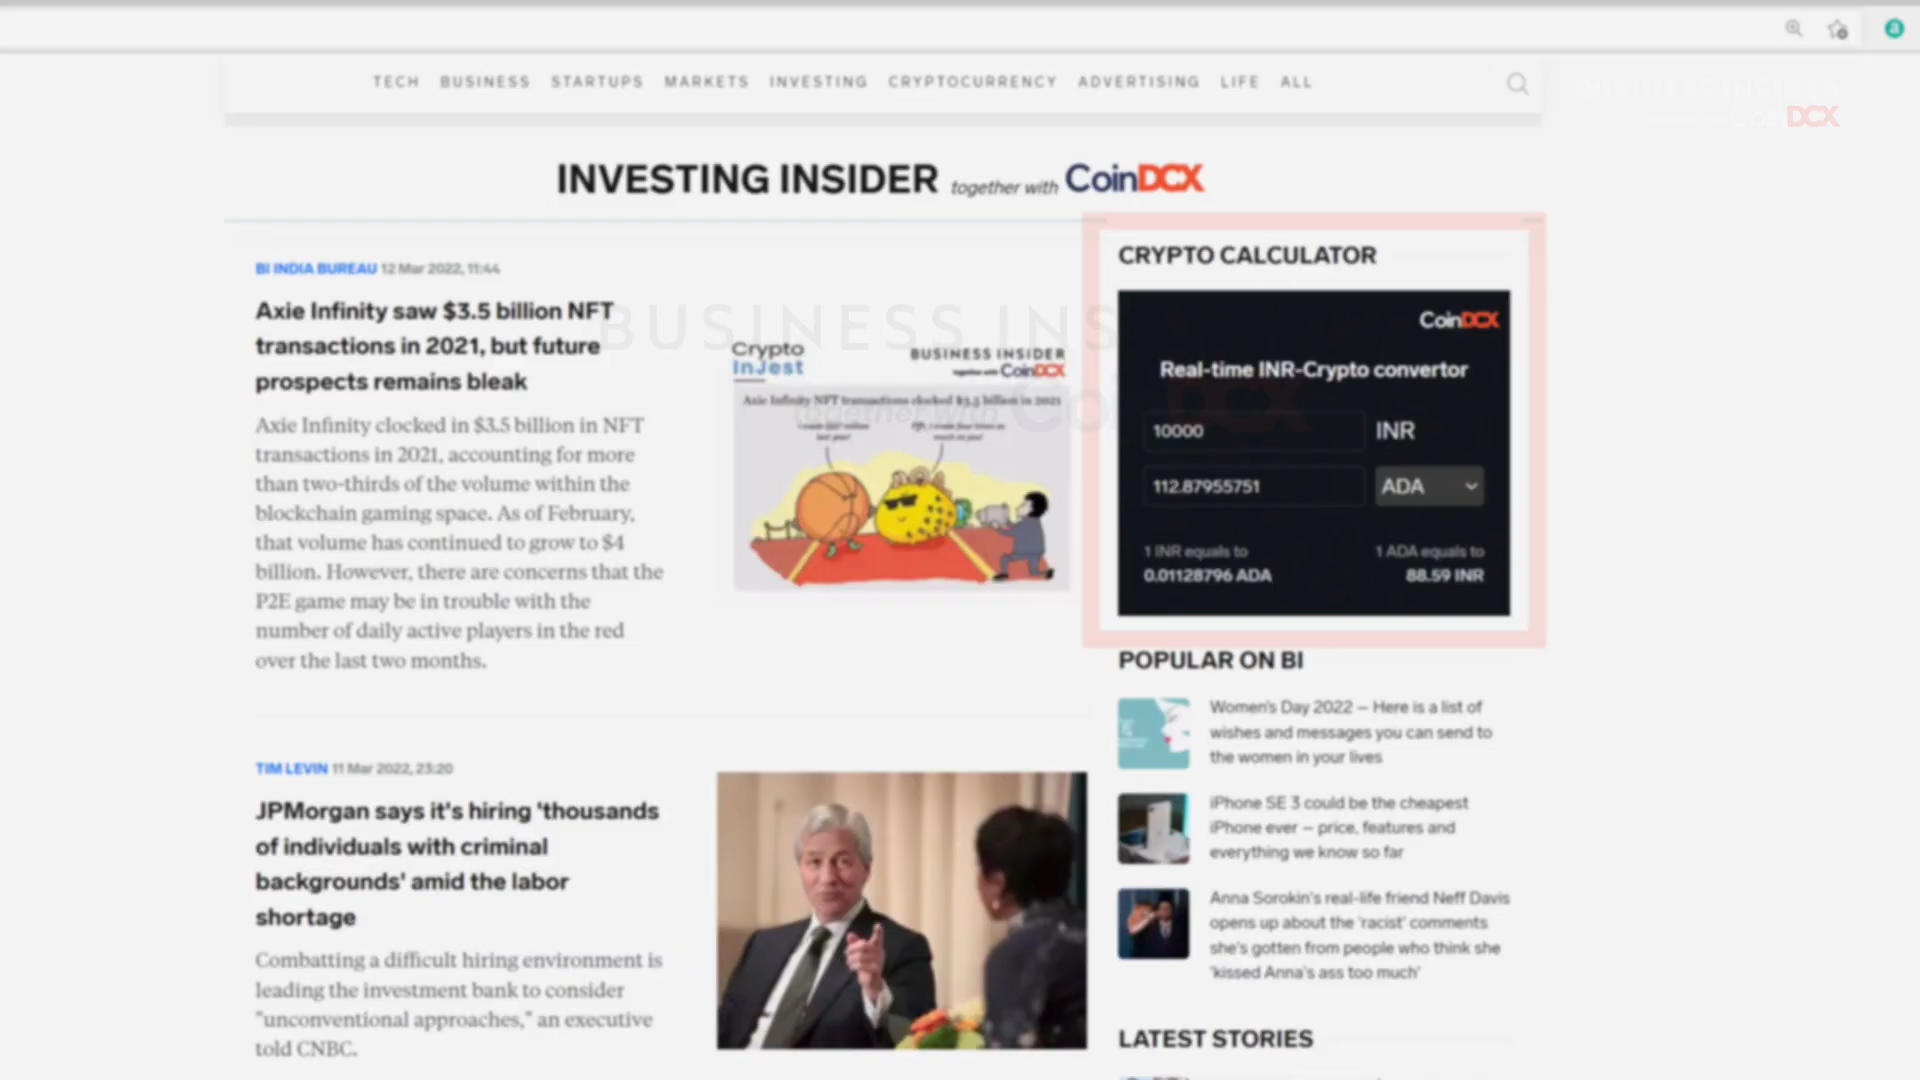 TECH BUSINESS STARTUPS MARKETS INVESTING CRYPTOCURRENCY ADVERTISING LIFE ALL
INVESTING INSIDER together with CoinDCX
BI INDIA BUREAU 12 Mar 2022, 11:44
Axie Infinity saw $3.5 billion NFT
transactions in 2021, but future
prospects remains bleak
Axie Infinity clocked in $3.5 billion in NFT
transactions in 2021, accounting for more
than two-thirds of the volume within the
blockchain gaming space. As of February,
that volume has continued to grow to $4
billion. However, there are concerns that the
P2E game may be in trouble with the
number of daily active players in the red
over the last two months.
Crypto
InJest
BUSINESS INSIDER
together with CoinDCX
Axie Infinity NFT transactions clocked $3.5 billion in 2021
BUSINESS INS
together with Co DCX
CRYPTO CALCULATOR
CoinDCX
Real-time INR-Crypto convertor
10000 INR
112.87955751 ADA
1 INR equals to
0.01128796 ADA
1 ADA equals to
88.59 INR
POPULAR ON BI
Women's Day 2022 – Here is a list of
wishes and messages you can send to
the women in your lives
iPhone SE 3 could be the cheapest
iPhone ever – price, features and
everything we know so far
Anna Sorokin's real-life friend Neff Davis
opens up about the 'racist' comments
she's gotten from people who think she
'kissed Anna's ass too much'
LATEST STORIES
TIM LEVIN 11 Mar 2022, 23:20
JPMorgan says it's hiring 'thousands
of individuals with criminal
backgrounds' amid the labor
shortage
Combatting a difficult hiring environment is
leading the investment bank to consider
"unconventional approaches," an executive
told CNBC.
BUSINESS INSIDER
CoinDCX